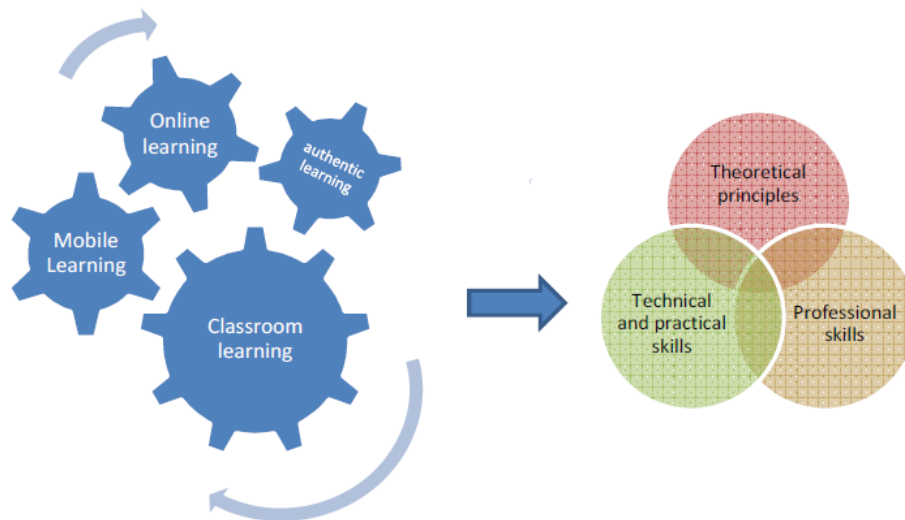 Online
learning
authentic
learning
Mobile
Learning
Classroom
learning
Theoretical
principles
Technical
and practical
skills
Professional
skills